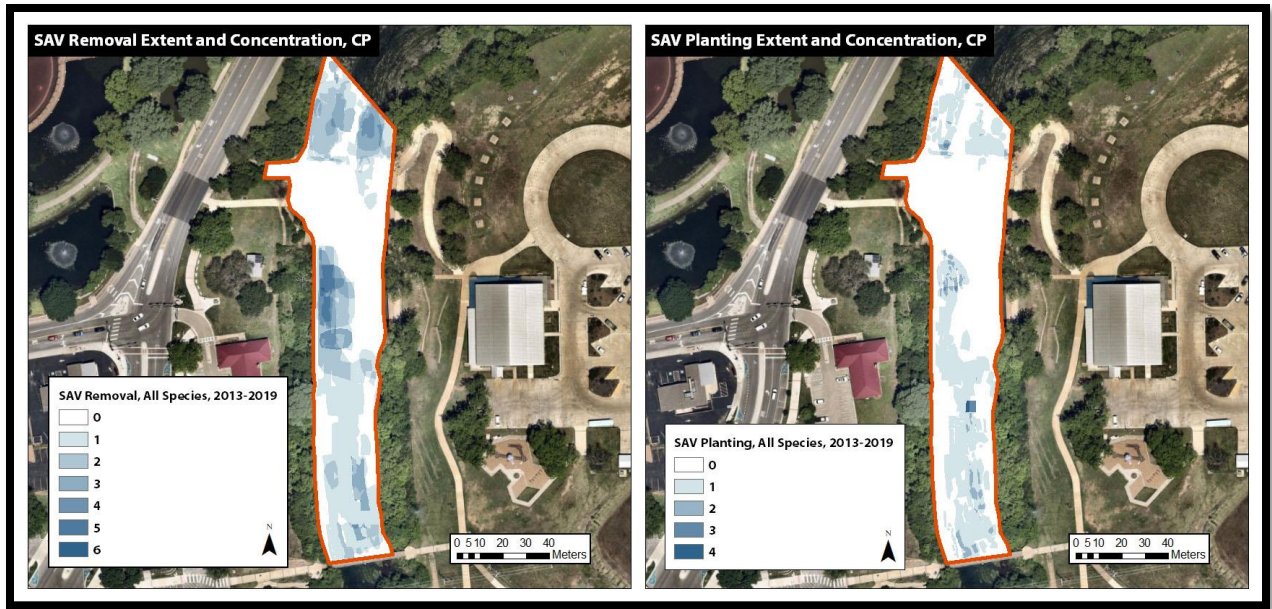 SAV Removal Extent and Concentration, CP
SAV Removal, All Species, 2013-2019
0
1
2
3
4
5
6
N
0 5 10 20 30 40
Meters
SAV Planting Extent and Concentration, CP
SAV Planting, All Species, 2013-2019
0
1
2
3
4
N
0 5 10 20 30 40
Meters